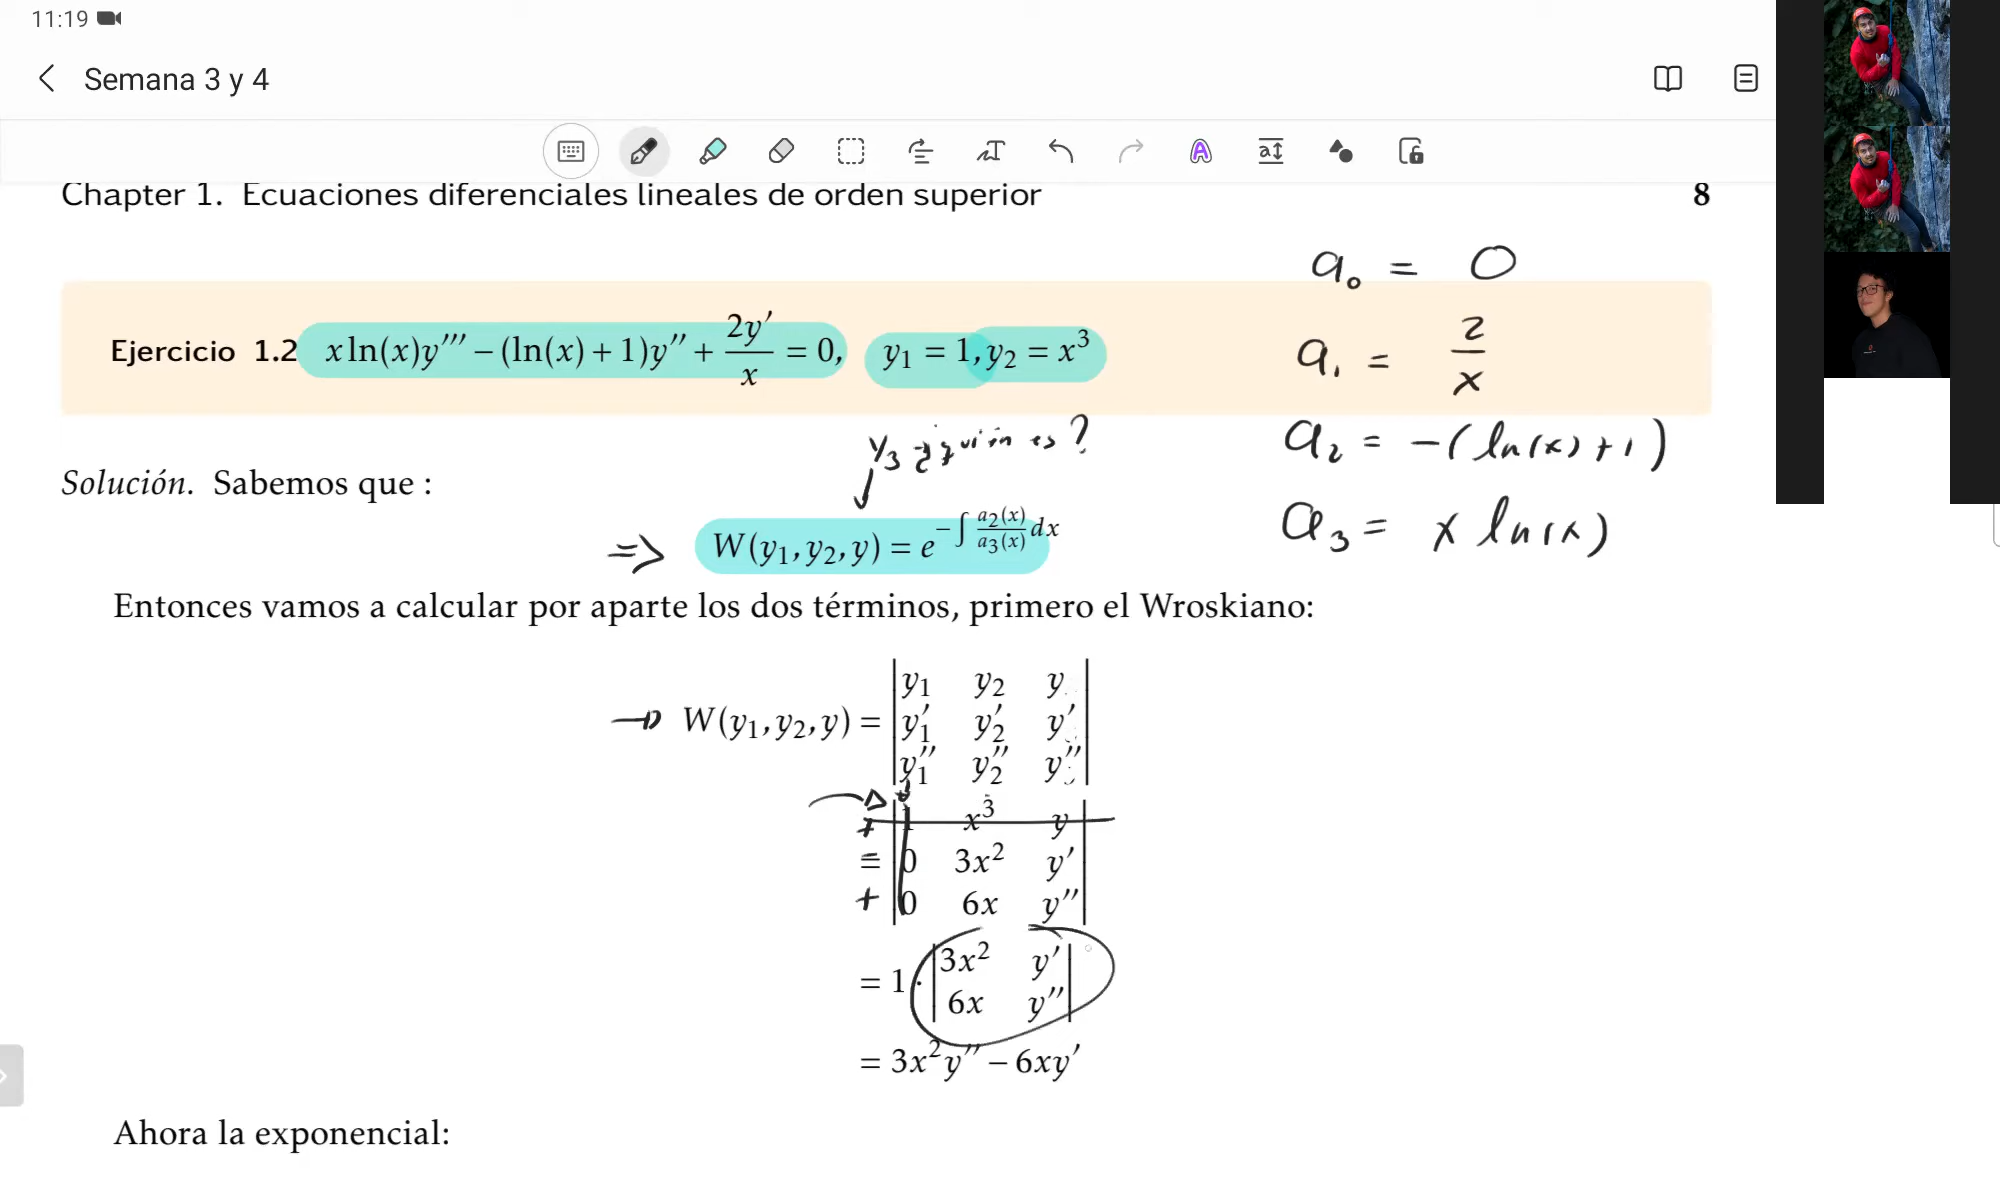 11:19
Semana 3 y 4
Chapter 1. Ecuaciones diferenciales lineales de orden superior 8
a₀ = 0
Ejercicio 1.2 x ln(x)y′′′ − (ln(x) + 1)y′′ + 2y′/x = 0, y₁ = 1, y₂ = x³
a₁ = 2/x
y₃ ¿quién es?
a₂ = −(ln(x) + 1)
Solución. Sabemos que :
a₃ = x ln(x)
⇒ W(y₁, y₂, y) = e^(−∫ a₂(x)/a₃(x) dx)
Entonces vamos a calcular por aparte los dos términos, primero el Wroskiano:
→ W(y₁, y₂, y) = | y₁ y₂ y |
| y₁′ y₂′ y′ |
| y₁′′ y₂′′ y′′ |
+ | 1 x³ y |
= | 0 3x² y′ |
+ | 0 6x y′′ |
= 1 · | 3x² y′ |
| 6x y′′ |
= 3x²y′′ − 6xy′
Ahora la exponencial: